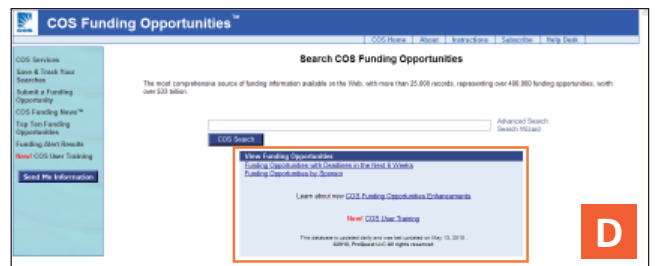 COS Funding Opportunities™
COS Home | About | Instructions | Subscribe | Help Desk
COS Services
Save & Track Your
Searches
Submit a Funding
Opportunity
COS Funding News™
Top Ten Funding
Opportunities
Funding Alert Results
New! COS User Training
Send Me Information
Search COS Funding Opportunities
The most comprehensive source of funding information available on the Web, with more than 25,000 records, representing over 400,000 funding opportunities, worth
over $33 billion.
Advanced Search
Search Wizard
COS Search
View Funding Opportunities
Funding Opportunities with Deadlines in the Next 6 Weeks
Funding Opportunities by Sponsor
Learn about new COS Funding Opportunities Enhancements
New! COS User Training
This database is updated daily and was last updated on May 13, 2010.
©2010, ProQuest LLC All rights reserved.
D